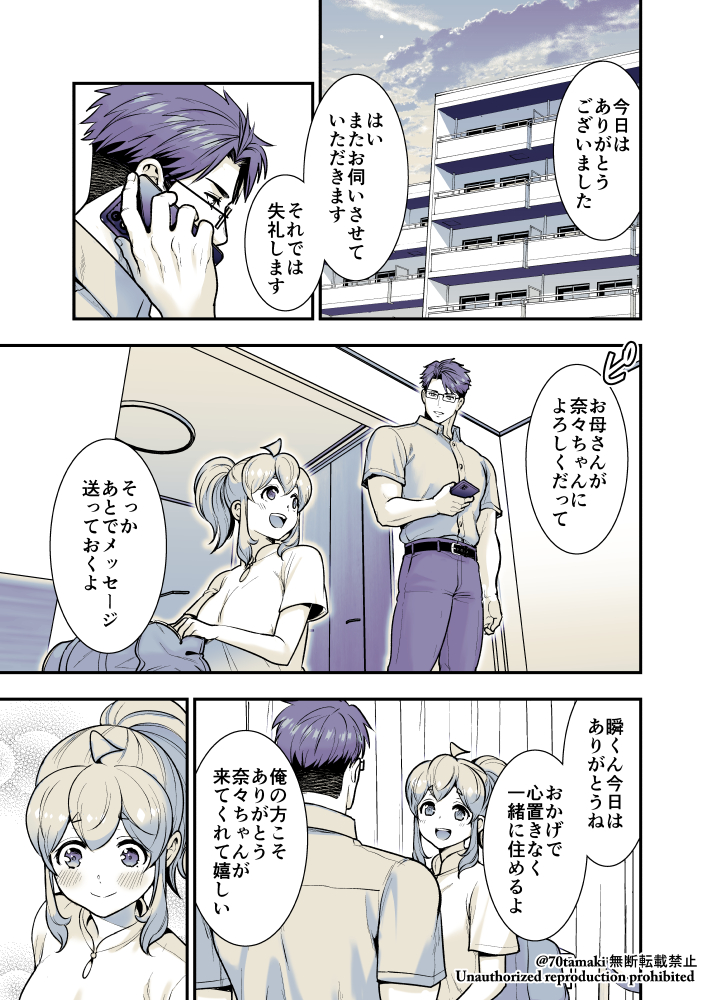 今日は
ありがとう
ございました
はい
またお伺いさせて
いただきます
それでは
失礼します
ピッ
お母さんが
奈々ちゃんに
よろしくだって
そっか
あとでメッセージ
送っておくよ
瞬くん今日は
ありがとうね
おかげで
心置きなく
一緒に住めるよ
俺の方こそ
ありがとう
奈々ちゃんが
来てくれて嬉しい
@70tamaki 無断転載禁止
Unauthorized reproduction prohibited